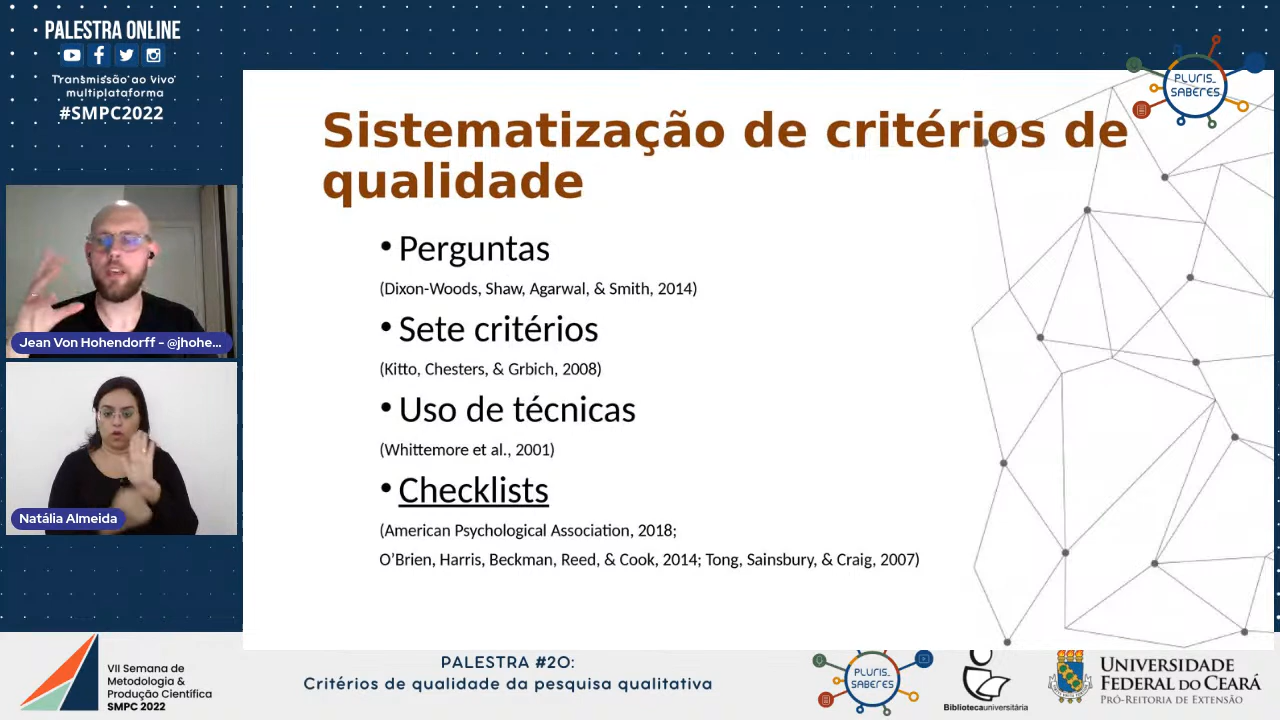 PALESTRA ONLINE
Transmissão ao vivo
multiplataforma
#SMPC2022
PLURIS_
SABERES
Sistematização de critérios de
qualidade
• Perguntas
(Dixon-Woods, Shaw, Agarwal, & Smith, 2014)
• Sete critérios
(Kitto, Chesters, & Grbich, 2008)
• Uso de técnicas
(Whittemore et al., 2001)
• Checklists
(American Psychological Association, 2018;
O’Brien, Harris, Beckman, Reed, & Cook, 2014; Tong, Sainsbury, & Craig, 2007)
Jean Von Hohendorff - @jhohe...
Natália Almeida
VII Semana de
Metodologia &
Produção Científica
SMPC 2022
PALESTRA #20:
Critérios de qualidade da pesquisa qualitativa
PLURIS_
SABERES
Bibliotecauniversitária
UNIVERSIDADE
FEDERAL DO CEARÁ
PRÓ-REITORIA DE EXTENSÃO